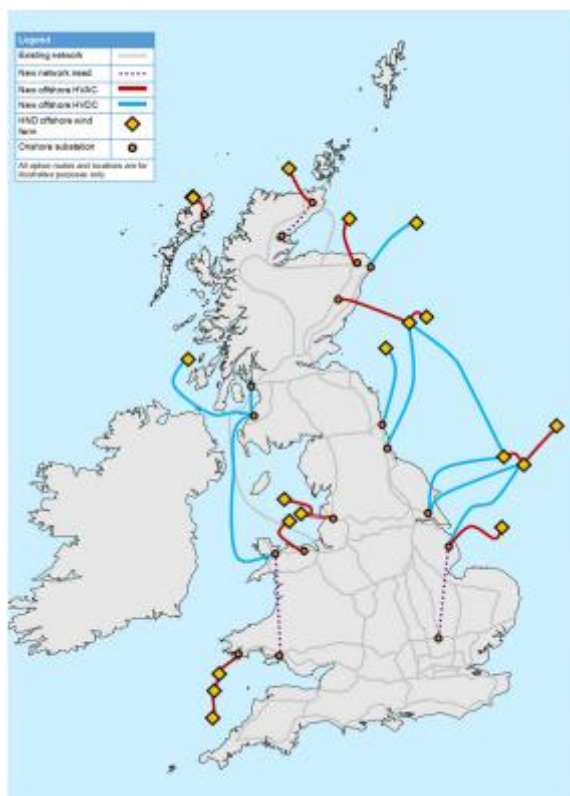 Legend
Existing network
New network need
New offshore HVAC
New offshore HVDC
HND offshore wind
farm
Onshore substation
All option routes and locations are for
illustrative purposes only.